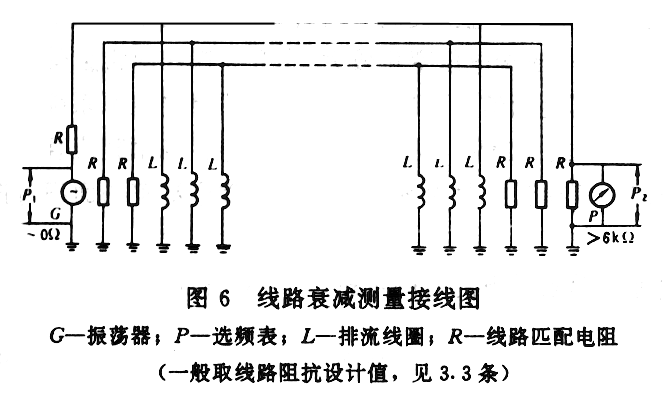 R
R R L L L
L L L R R R
P₁
G
~0Ω
P
P₂
>6kΩ
图 6 线路衰减测量接线图
G—振荡器；P—选频表；L—排流线圈；R—线路匹配电阻
（一般取线路阻抗设计值，见 3.3 条）